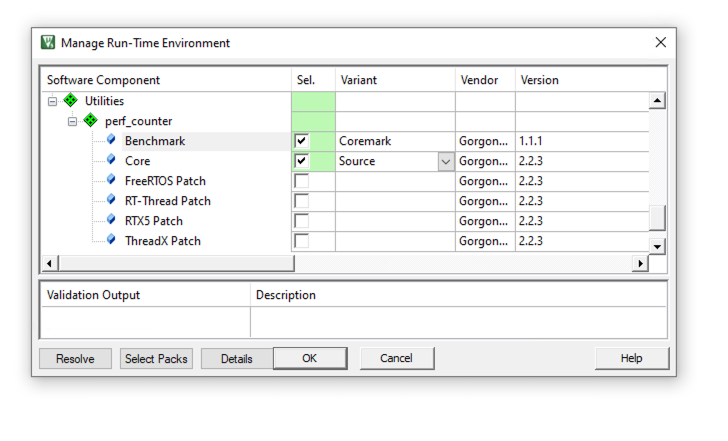 Manage Run-Time Environment
Software Component Sel. Variant Vendor Version
Utilities
perf_counter
Benchmark Coremark Gorgon... 1.1.1
Core Source Gorgon... 2.2.3
FreeRTOS Patch Gorgon... 2.2.3
RT-Thread Patch Gorgon... 2.2.3
RTX5 Patch Gorgon... 2.2.3
ThreadX Patch Gorgon... 2.2.3
Validation Output Description
Resolve Select Packs Details OK Cancel Help